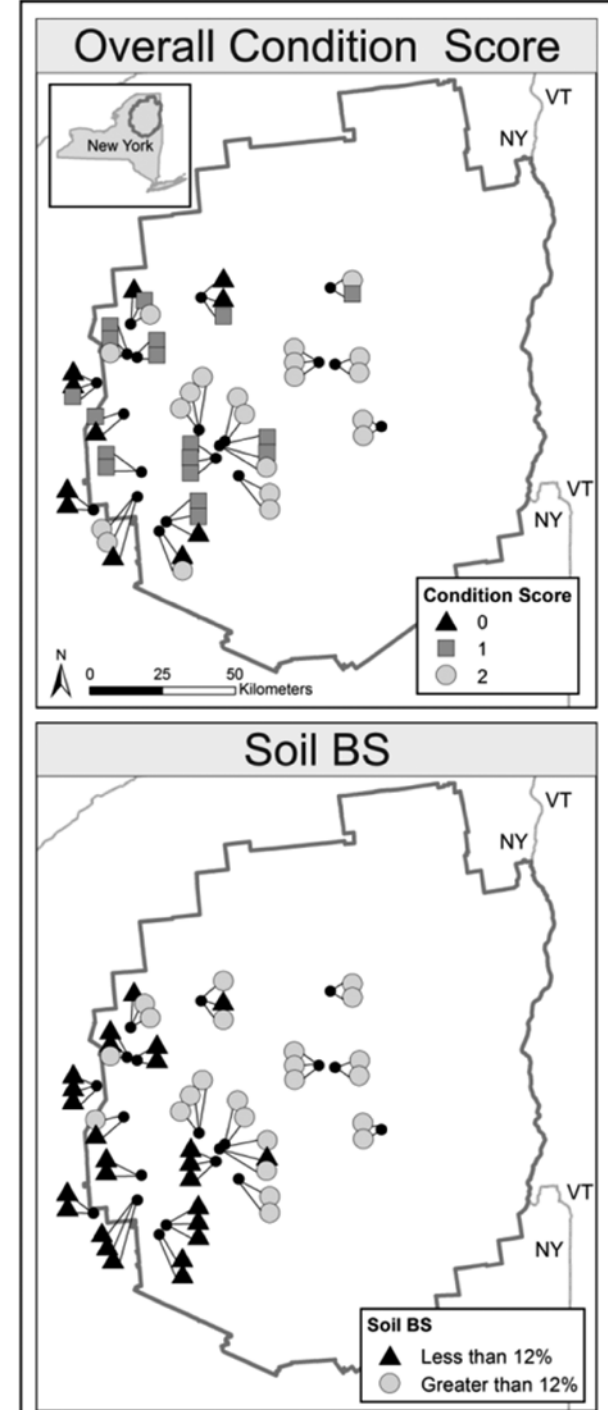 Overall Condition Score
VT
NY
New York
VT
NY
Condition Score
0
1
2
N
0 25 50
Kilometers
Soil BS
VT
NY
VT
NY
Soil BS
Less than 12%
Greater than 12%